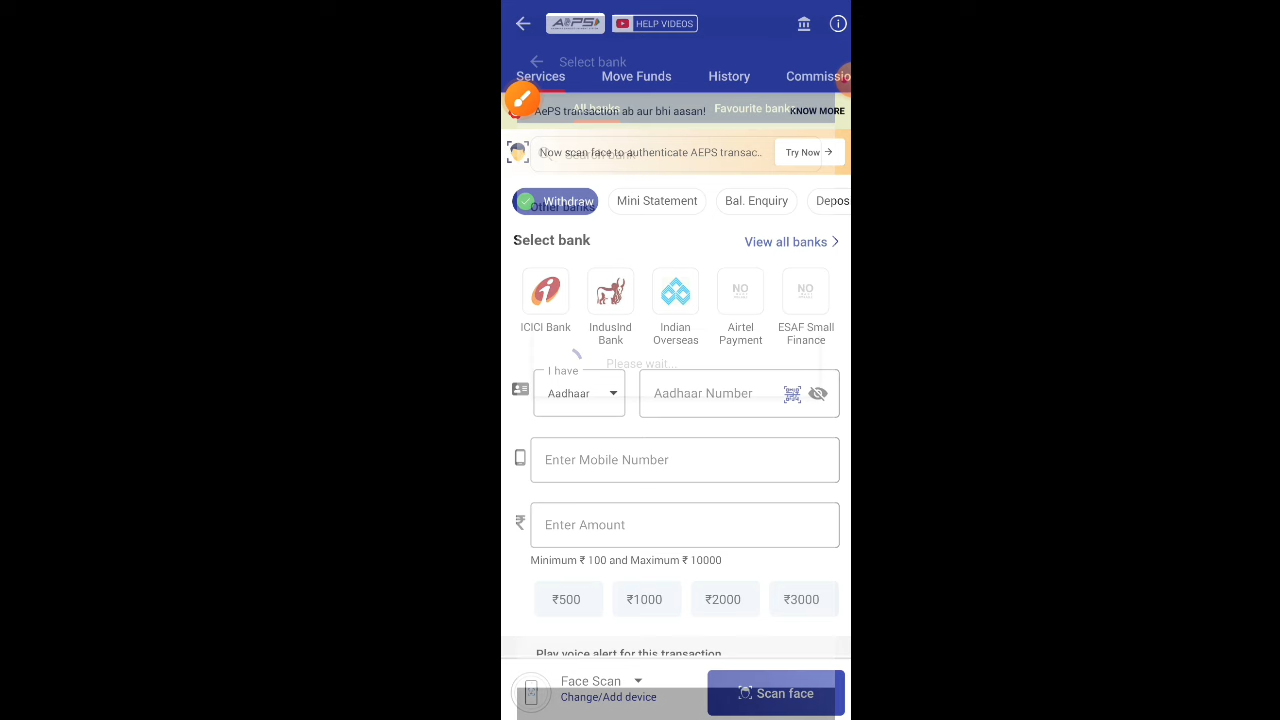 AePS HELP VIDEOS
Select bank
Services Move Funds History Commissio
All banks Favourite banks
AePS transaction ab aur bhi aasan! KNOW MORE
Now scan face to authenticate AEPS transac.. Try Now
Search bank
Withdraw Mini Statement Bal. Enquiry Depos
Other banks
Select bank View all banks
NO NO
ICICI Bank IndusInd Bank Indian Overseas Airtel Payment ESAF Small Finance
Please wait...
I have
Aadhaar Aadhaar Number
Enter Mobile Number
₹ Enter Amount
Minimum ₹ 100 and Maximum ₹ 10000
₹500 ₹1000 ₹2000 ₹3000
Play voice alert for this transaction
Face Scan
Change/Add device
Scan face